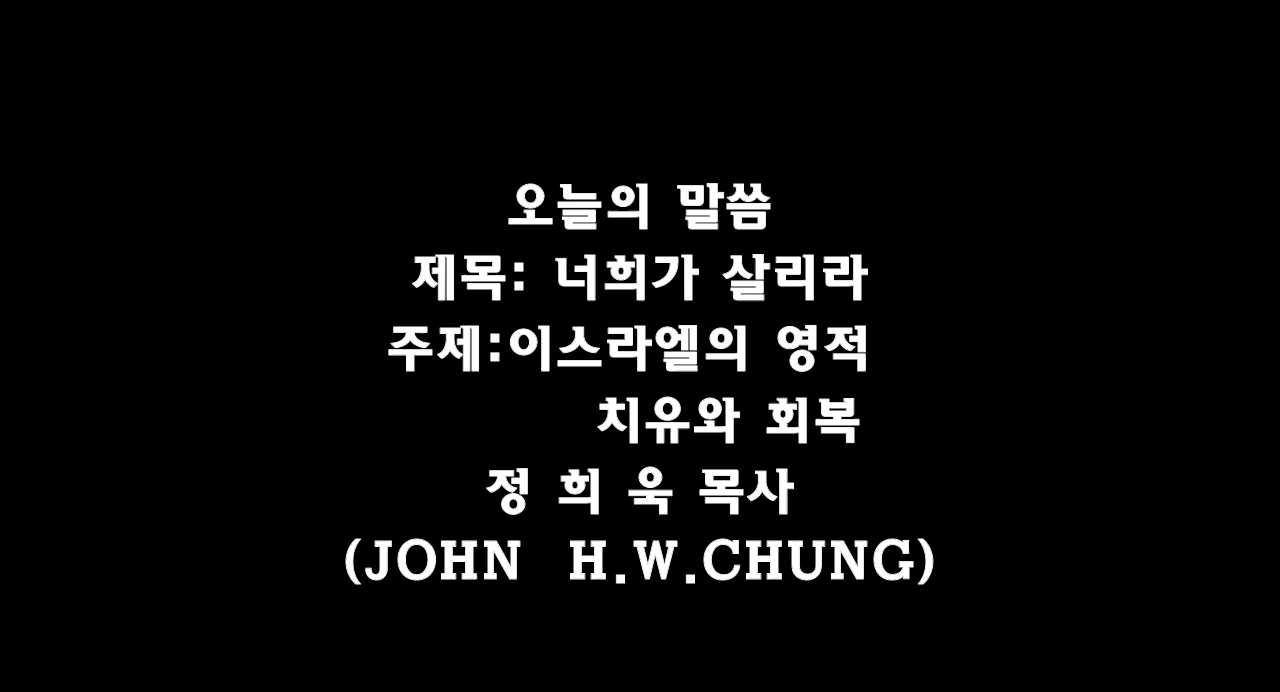 오늘의 말씀
제목: 너희가 살리라
주제:이스라엘의 영적
치유와 회복
정 희 욱 목사
(JOHN H.W.CHUNG)